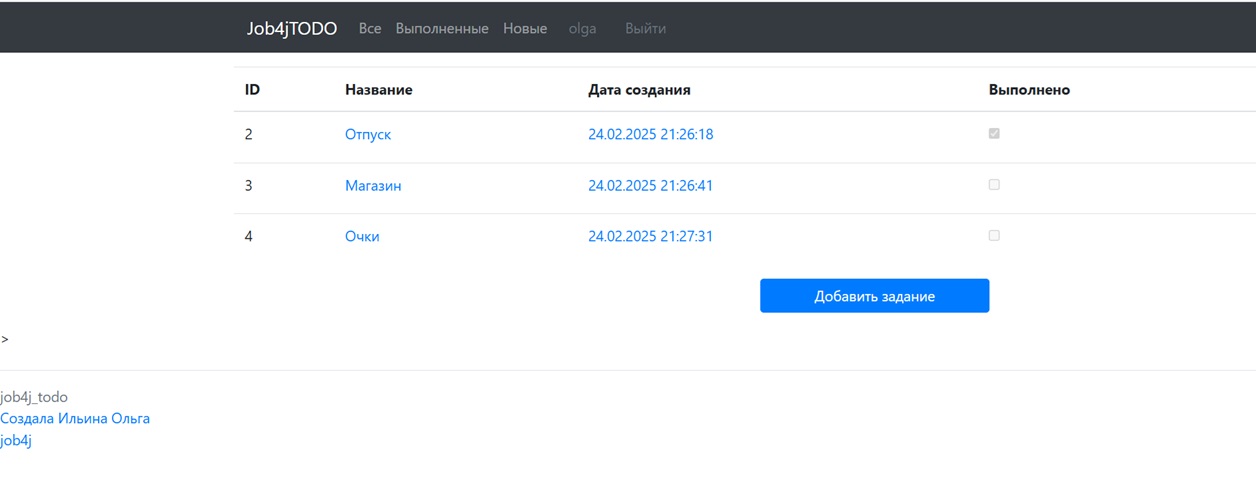 Job4jTODO Все Выполненные Новые olga Выйти
ID Название Дата создания Выполнено
2 Отпуск 24.02.2025 21:26:18
3 Магазин 24.02.2025 21:26:41
4 Очки 24.02.2025 21:27:31
Добавить задание
>
job4j_todo
Создала Ильина Ольга
job4j